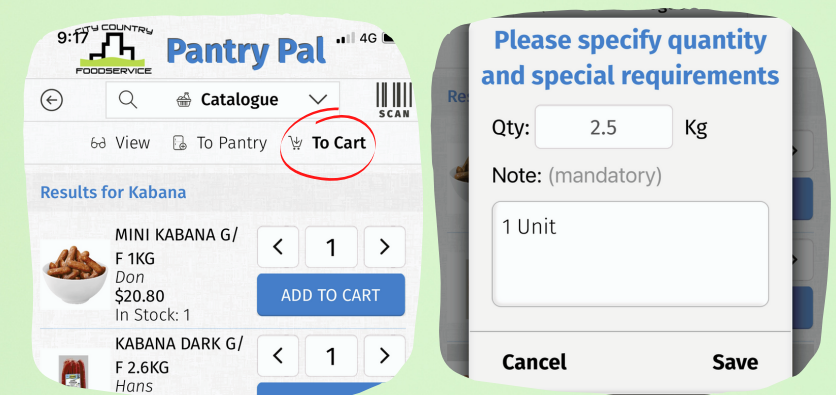 9:17
CITY COUNTRY
FOODSERVICE
Pantry Pal
4G
Catalogue
SCAN
View
To Pantry
To Cart
Results for Kabana
MINI KABANA G/
F 1KG
Don
$20.80
In Stock: 1
< 1 >
ADD TO CART
KABANA DARK G/
F 2.6KG
Hans
< 1 >
Please specify quantity
and special requirements
Res
Qty: 2.5 Kg
Note: (mandatory)
1 Unit
Cancel
Save